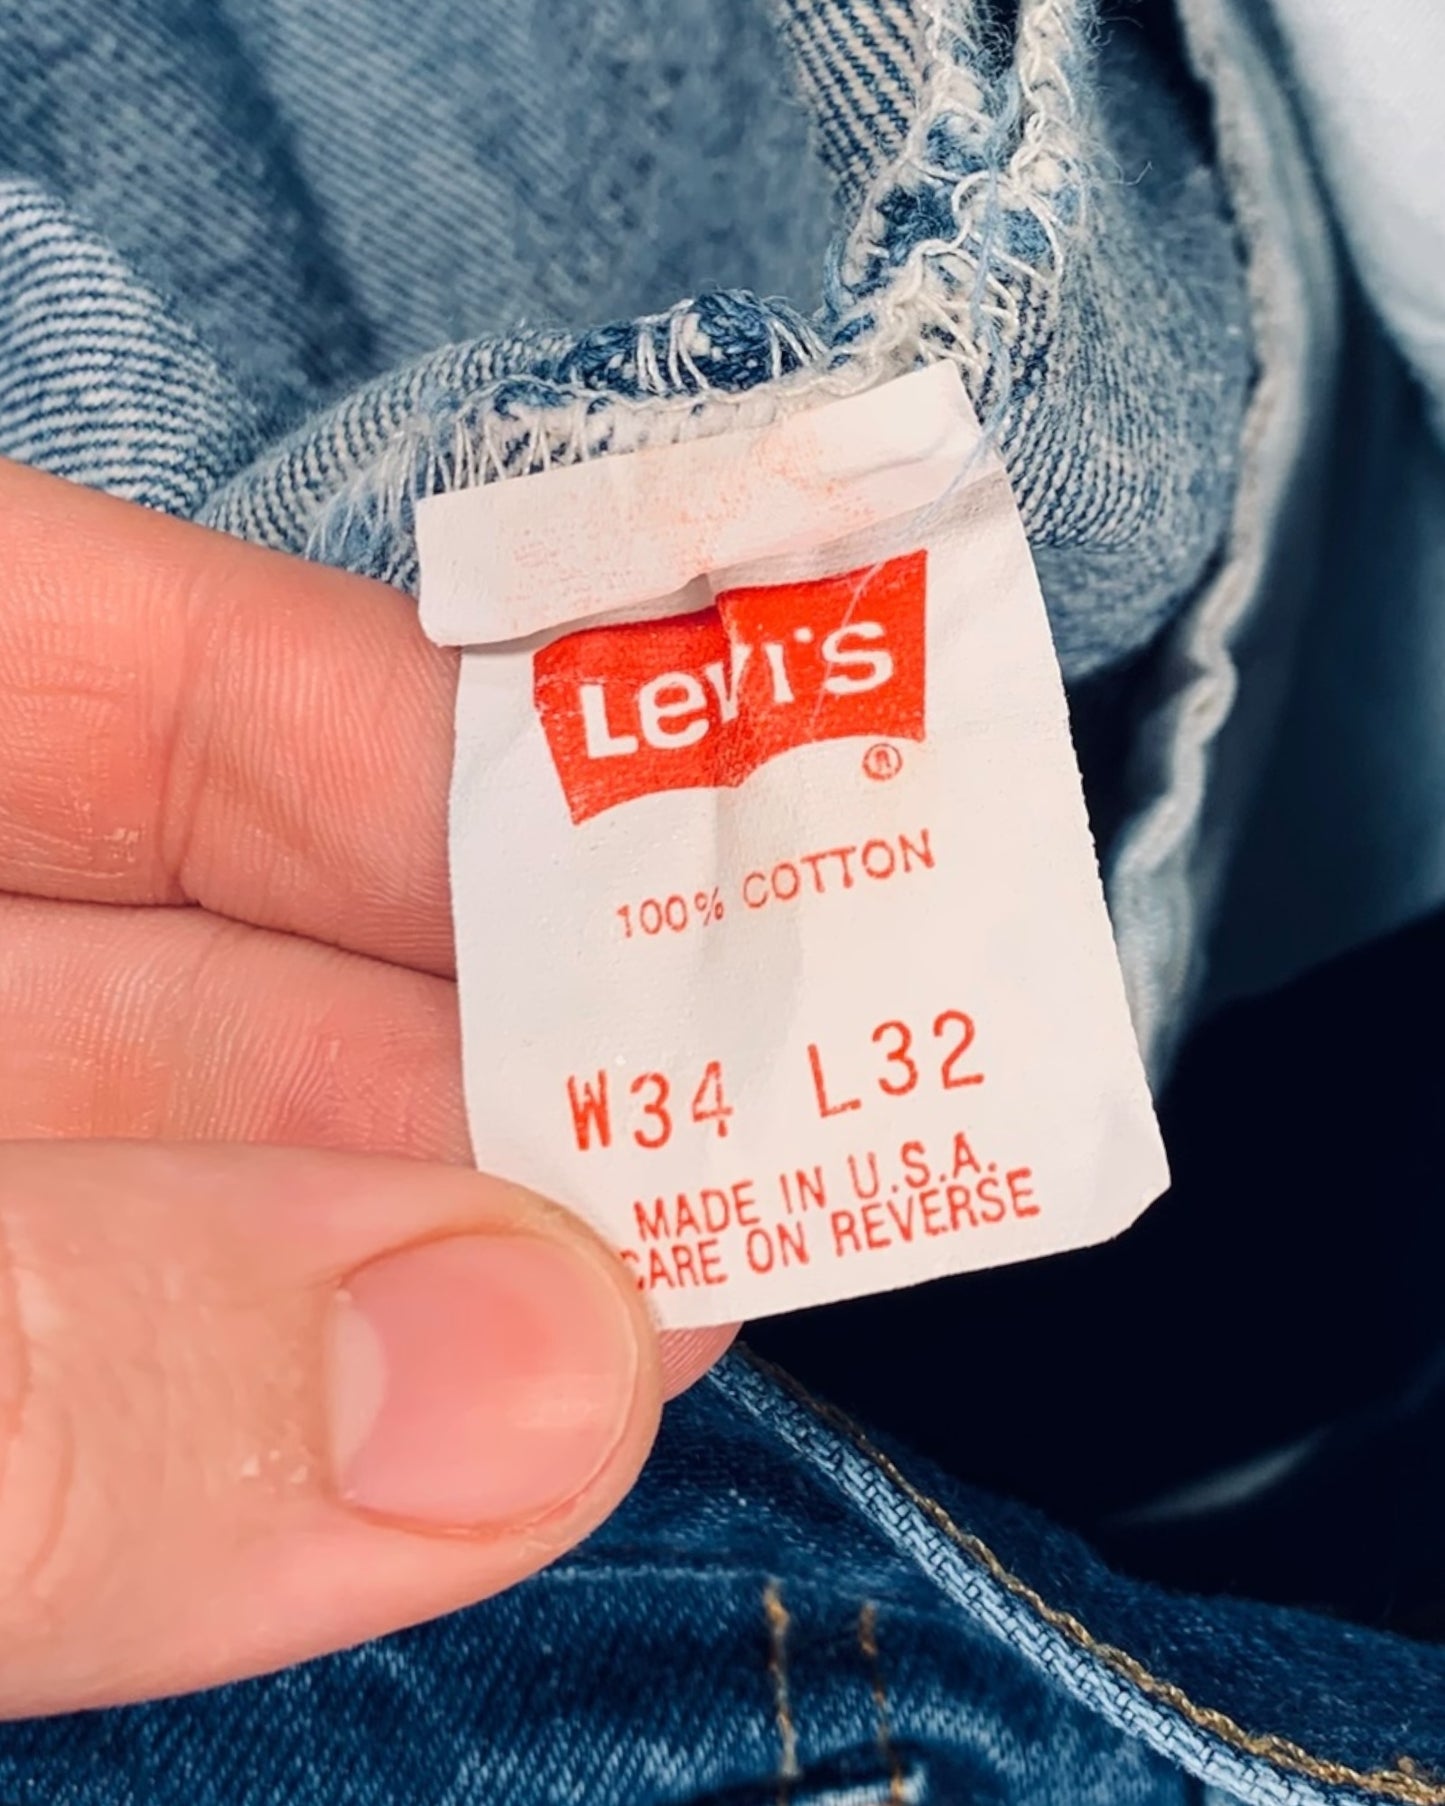 Levi's
®
100% COTTON
W34 L32
MADE IN U.S.A.
CARE ON REVERSE